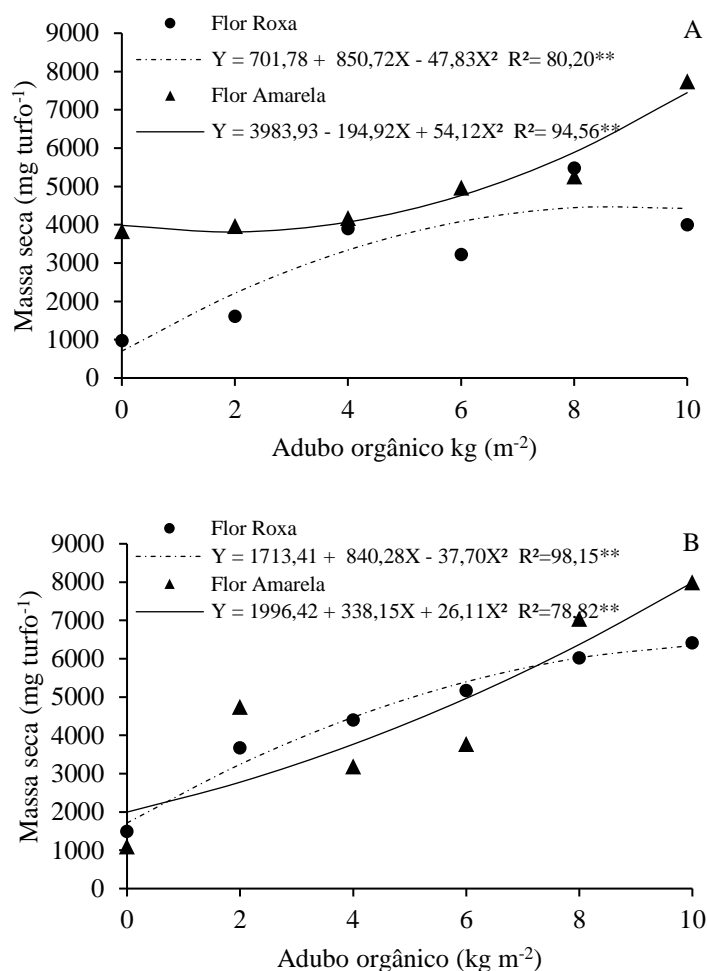 Flor Roxa
A
Y = 701,78 + 850,72X - 47,83X² R²= 80,20**
Flor Amarela
Y = 3983,93 - 194,92X + 54,12X² R²= 94,56**
9000
8000
7000
6000
5000
4000
3000
2000
1000
0
Massa seca (mg turfo⁻¹)
0 2 4 6 8 10
Adubo orgânico kg (m⁻²)
Flor Roxa
B
Y = 1713,41 + 840,28X - 37,70X² R²=98,15**
Flor Amarela
Y = 1996,42 + 338,15X + 26,11X² R²=78,82**
9000
8000
7000
6000
5000
4000
3000
2000
1000
0
Massa seca (mg turfo⁻¹)
0 2 4 6 8 10
Adubo orgânico (kg m⁻²)